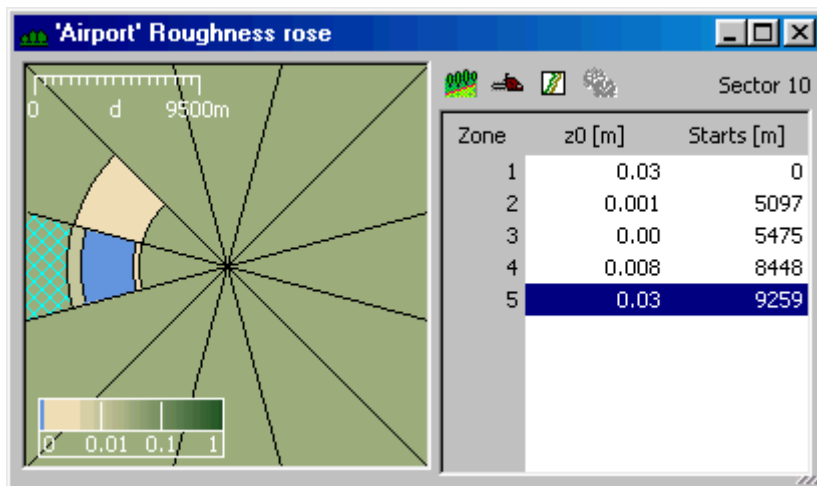 'Airport' Roughness rose
0 d 9500m
0 0.01 0.1 1
Sector 10
Zone z0 [m] Starts [m]
1 0.03 0
2 0.001 5097
3 0.00 5475
4 0.008 8448
5 0.03 9259